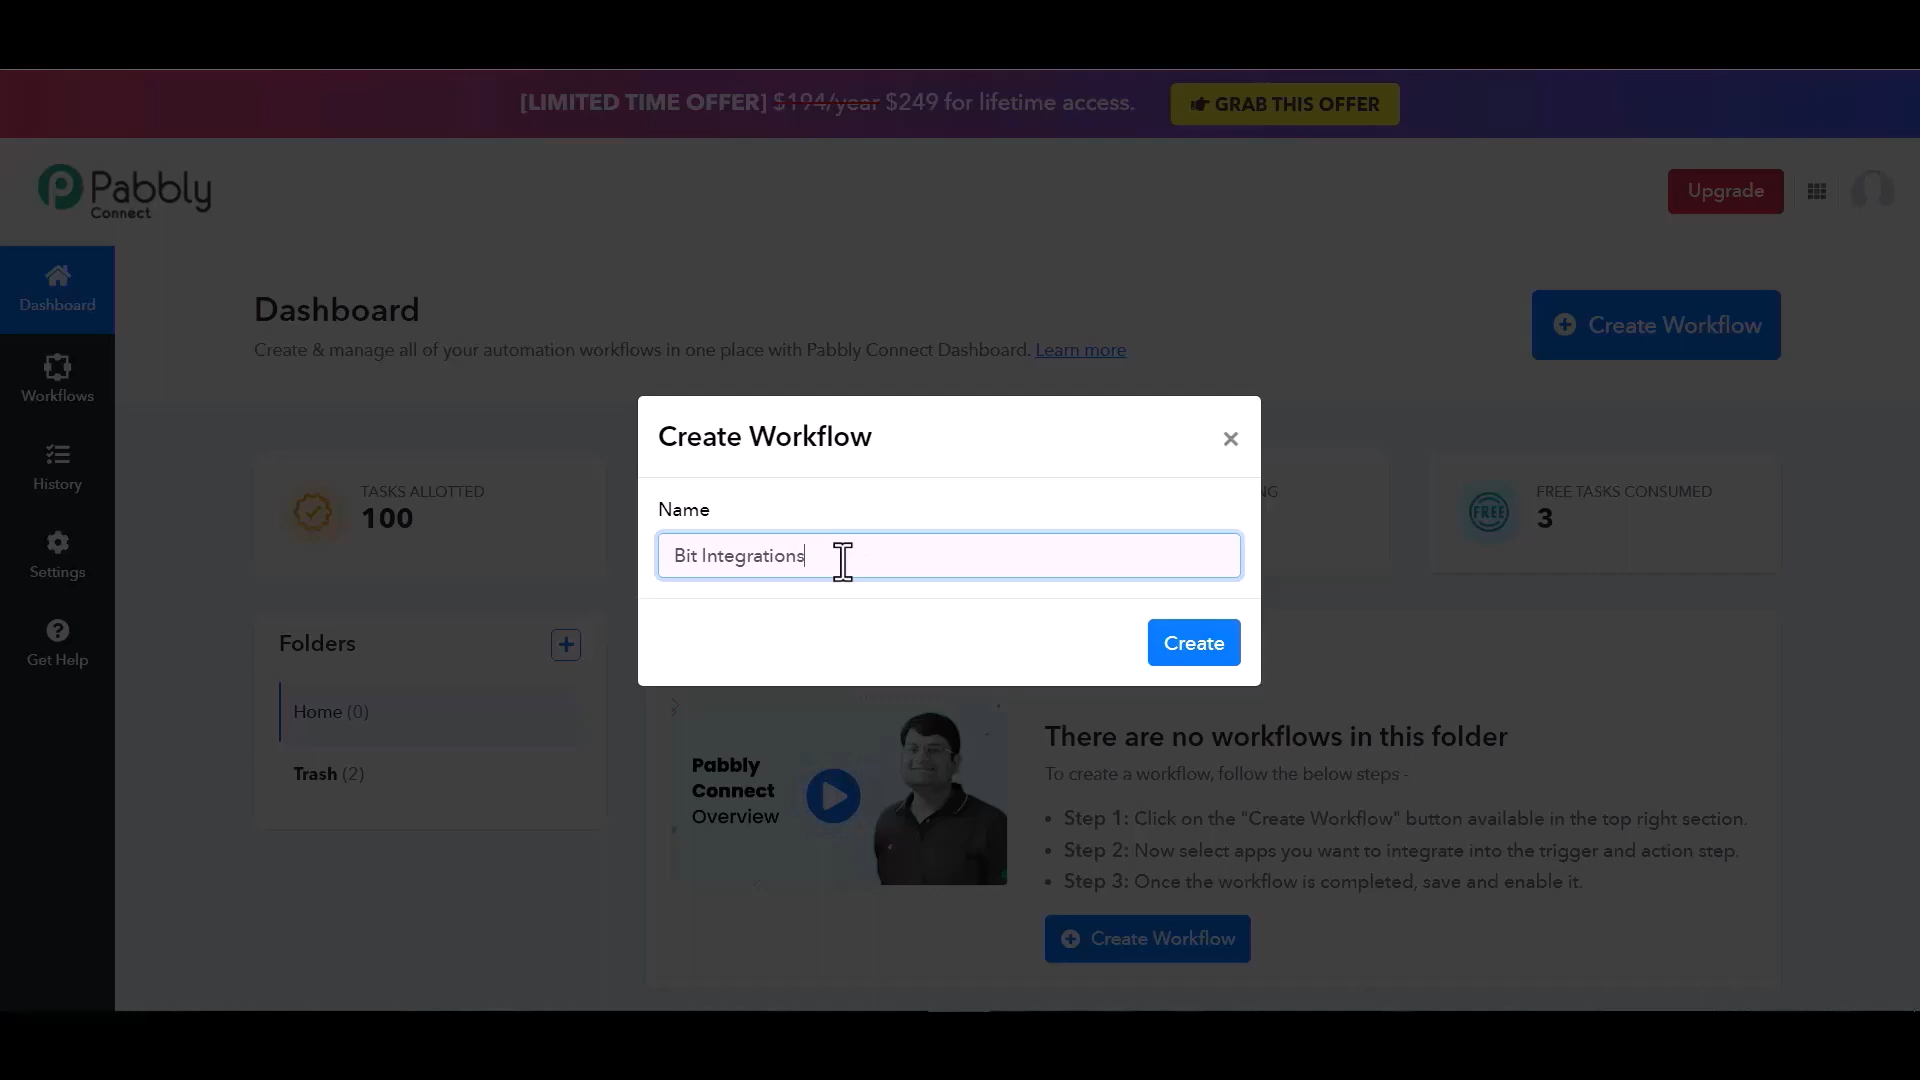 [LIMITED TIME OFFER] $194/year $249 for lifetime access.
GRAB THIS OFFER
Pabbly
Connect
Upgrade
Dashboard
Workflows
History
Settings
Get Help
Dashboard
Create & manage all of your automation workflows in one place with Pabbly Connect Dashboard. Learn more
Create Workflow
Create Workflow
×
Name
Bit Integrations
Create
TASKS ALLOTTED
100
NG
FREE
FREE TASKS CONSUMED
3
Folders
Home (0)
Trash (2)
Pabbly
Connect
Overview
There are no workflows in this folder
To create a workflow, follow the below steps -
• Step 1: Click on the "Create Workflow" button available in the top right section.
• Step 2: Now select apps you want to integrate into the trigger and action step.
• Step 3: Once the workflow is completed, save and enable it.
Create Workflow